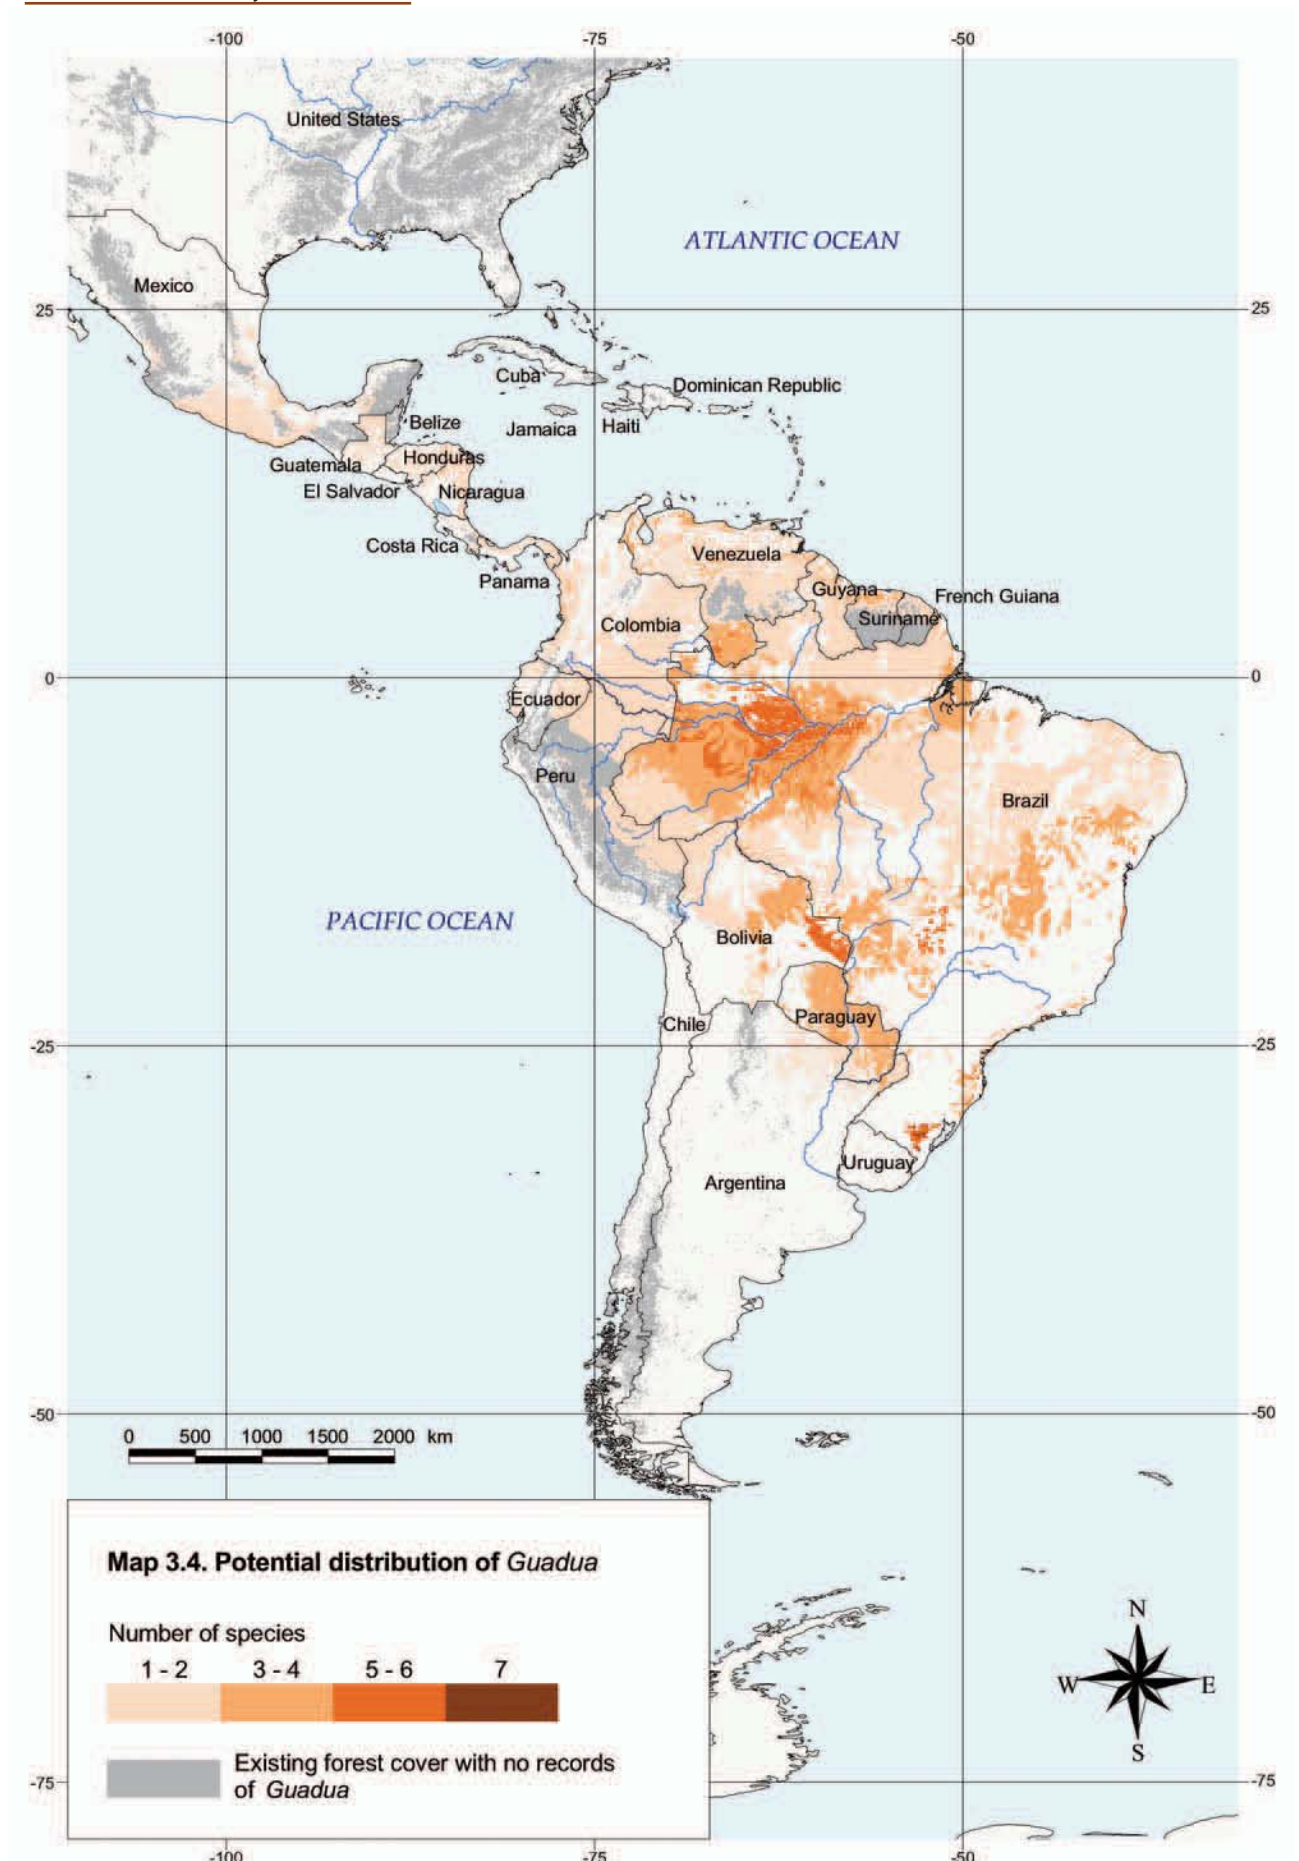 -100 -75 -50
United States
ATLANTIC OCEAN
Mexico
25 25
Cuba
Dominican Republic
Belize
Jamaica Haiti
Guatemala Honduras
El Salvador Nicaragua
Costa Rica
Venezuela
Panama
Guyana French Guiana
Suriname
Colombia
0 0
Ecuador
Peru
Brazil
PACIFIC OCEAN
Bolivia
Chile Paraguay
-25 -25
Uruguay
Argentina
-50 -50
0 500 1000 1500 2000 km
Map 3.4. Potential distribution of Guadua
Number of species
1 - 2 3 - 4 5 - 6 7
Existing forest cover with no records
of Guadua
N
W E
S
-75 -75
-100 -75 -50